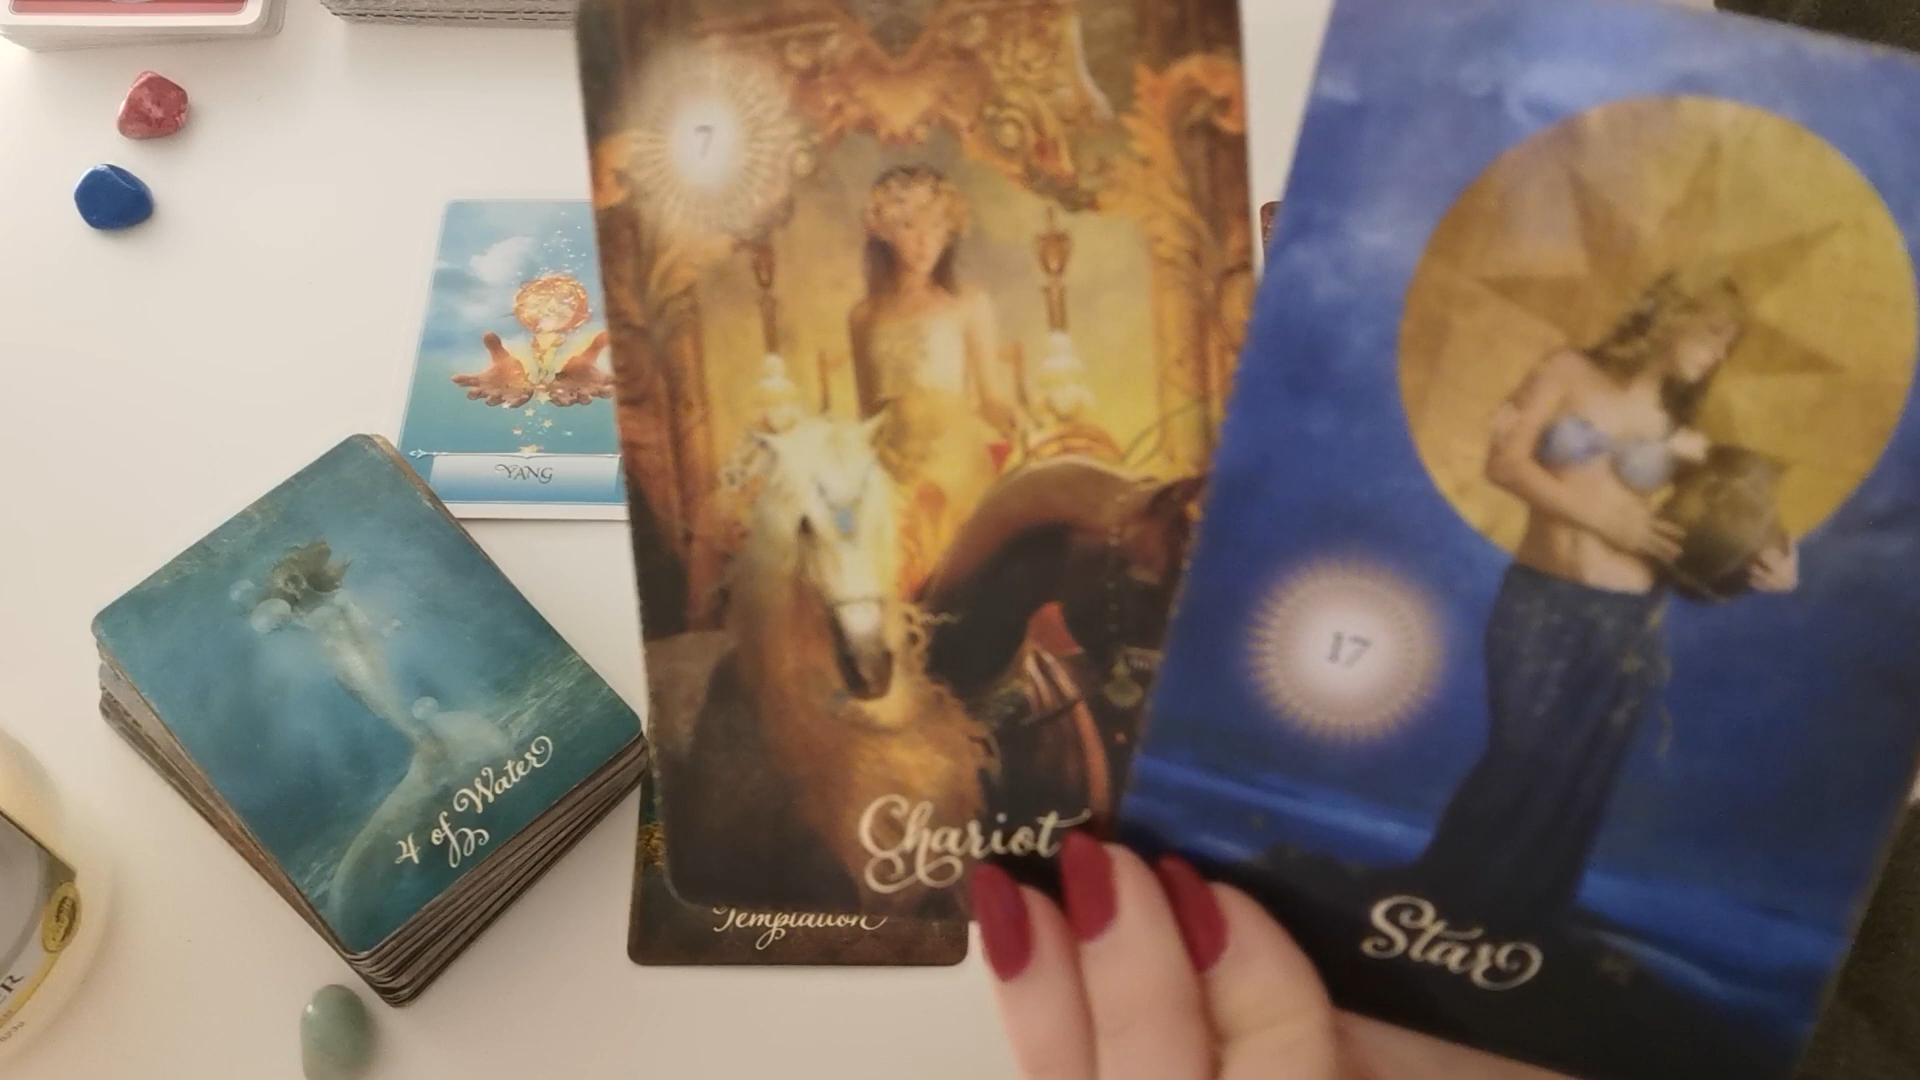 7
YANG
17
4 of Water
Chariot
Temptation
Star